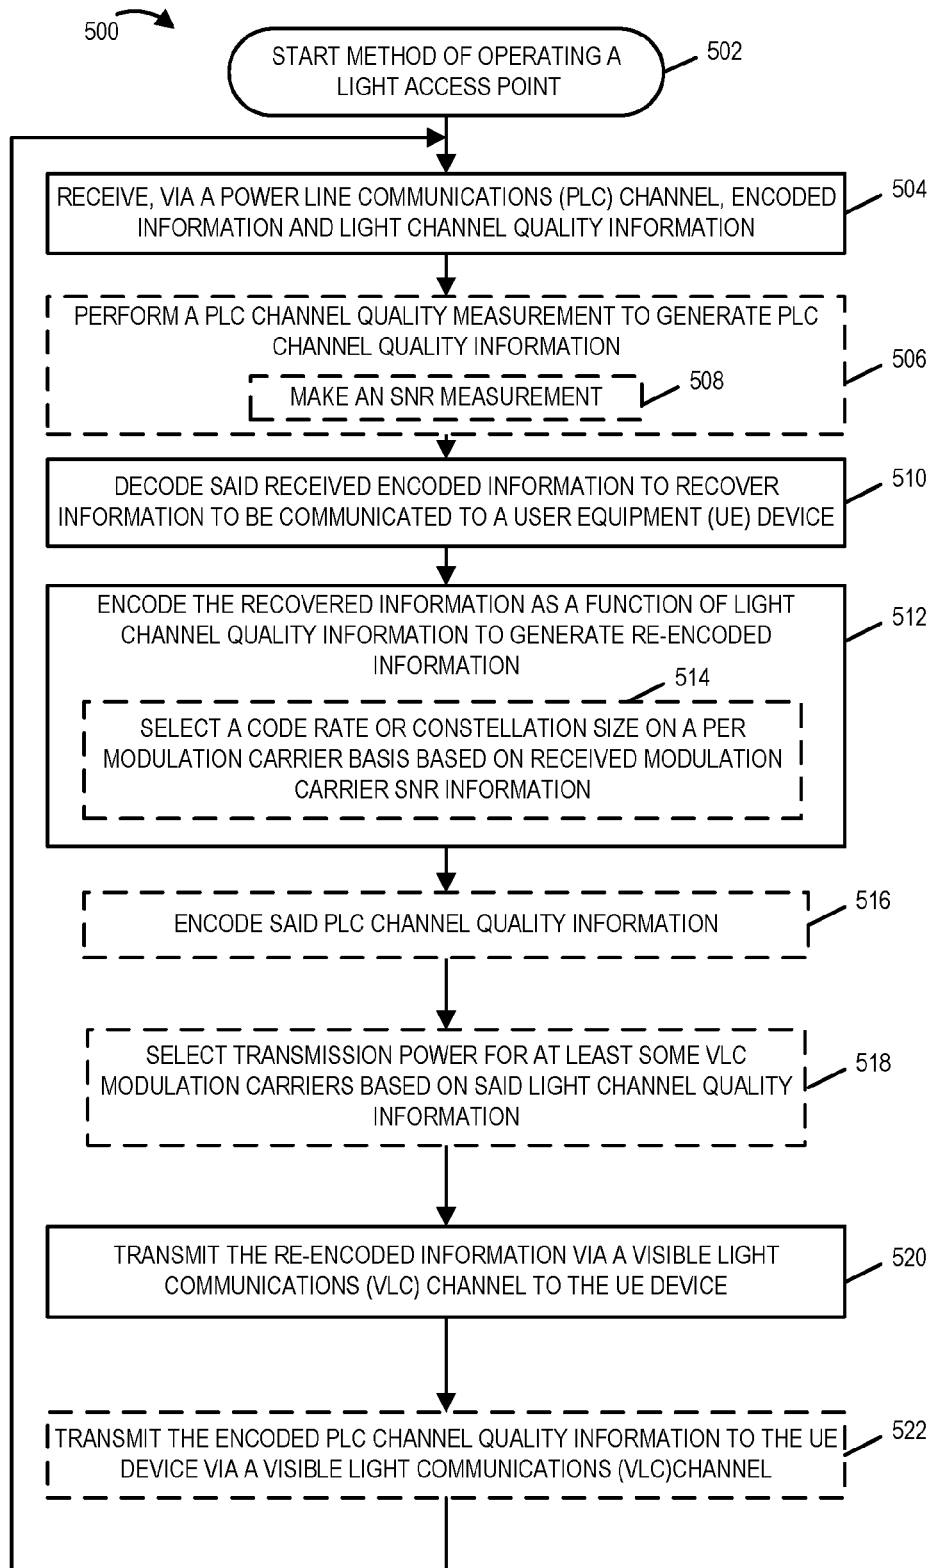 500
START METHOD OF OPERATING A
LIGHT ACCESS POINT
502
RECEIVE, VIA A POWER LINE COMMUNICATIONS (PLC) CHANNEL, ENCODED
INFORMATION AND LIGHT CHANNEL QUALITY INFORMATION
504
PERFORM A PLC CHANNEL QUALITY MEASUREMENT TO GENERATE PLC
CHANNEL QUALITY INFORMATION
506
MAKE AN SNR MEASUREMENT
508
DECODE SAID RECEIVED ENCODED INFORMATION TO RECOVER
INFORMATION TO BE COMMUNICATED TO A USER EQUIPMENT (UE) DEVICE
510
ENCODE THE RECOVERED INFORMATION AS A FUNCTION OF LIGHT
CHANNEL QUALITY INFORMATION TO GENERATE RE-ENCODED
INFORMATION
512
514
SELECT A CODE RATE OR CONSTELLATION SIZE ON A PER
MODULATION CARRIER BASIS BASED ON RECEIVED MODULATION
CARRIER SNR INFORMATION
ENCODE SAID PLC CHANNEL QUALITY INFORMATION
516
SELECT TRANSMISSION POWER FOR AT LEAST SOME VLC
MODULATION CARRIERS BASED ON SAID LIGHT CHANNEL QUALITY
INFORMATION
518
TRANSMIT THE RE-ENCODED INFORMATION VIA A VISIBLE LIGHT
COMMUNICATIONS (VLC) CHANNEL TO THE UE DEVICE
520
TRANSMIT THE ENCODED PLC CHANNEL QUALITY INFORMATION TO THE UE
DEVICE VIA A VISIBLE LIGHT COMMUNICATIONS (VLC)CHANNEL
522